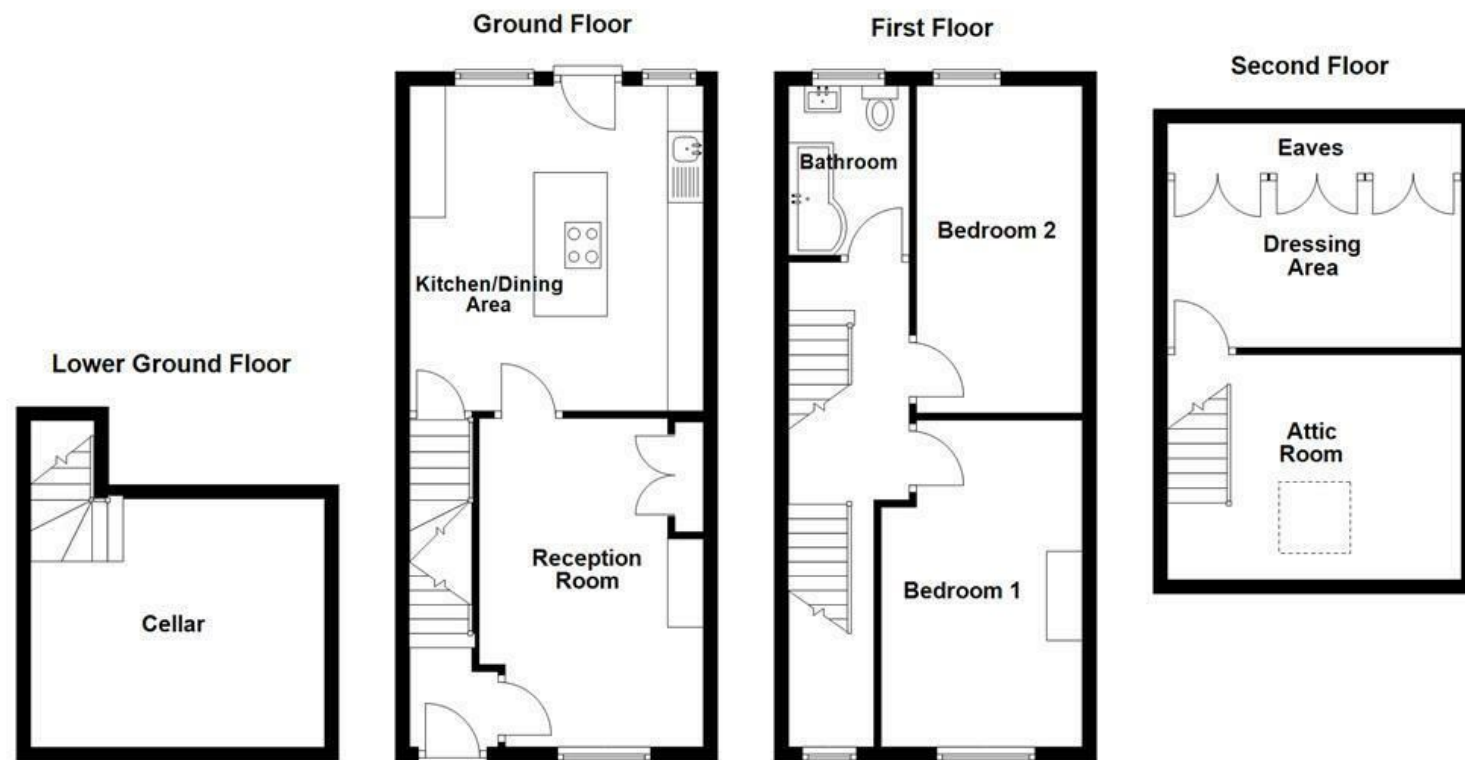 Lower Ground Floor
Cellar
Ground Floor
Kitchen/Dining
Area
Reception
Room
First Floor
Bathroom
Bedroom 2
Bedroom 1
Second Floor
Eaves
Dressing
Area
Attic
Room